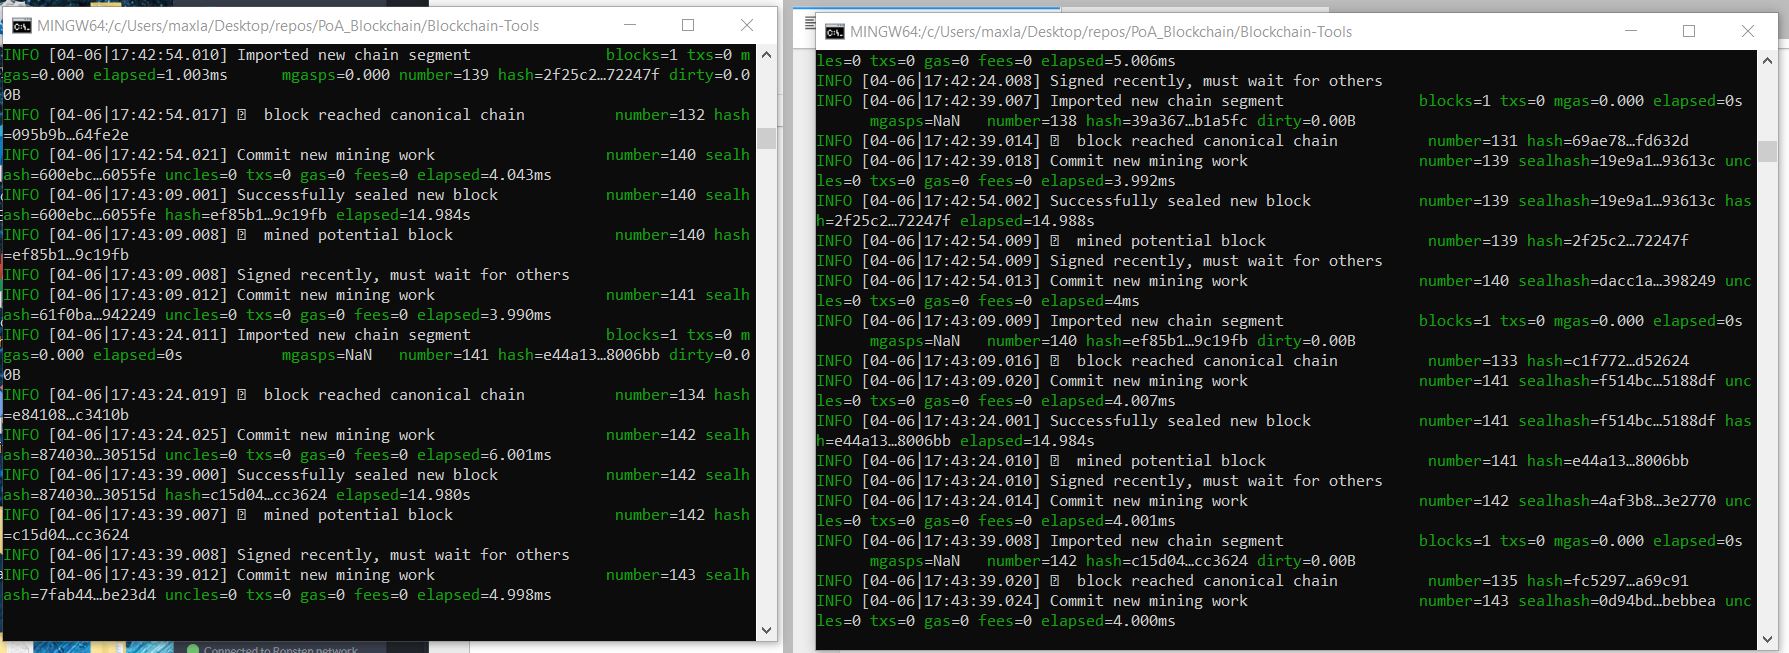 MINGW64:/c/Users/maxla/Desktop/repos/PoA_Blockchain/Blockchain-Tools
INFO [04-06|17:42:54.010] Imported new chain segment blocks=1 txs=0 m
gas=0.000 elapsed=1.003ms mgasps=0.000 number=139 hash=2f25c2…72247f dirty=0.0
0B
INFO [04-06|17:42:54.017] block reached canonical chain number=132 hash
=095b9b…64fe2e
INFO [04-06|17:42:54.021] Commit new mining work number=140 sealh
ash=600ebc…6055fe uncles=0 txs=0 gas=0 fees=0 elapsed=4.043ms
INFO [04-06|17:43:09.001] Successfully sealed new block number=140 sealh
ash=600ebc…6055fe hash=ef85b1…9c19fb elapsed=14.984s
INFO [04-06|17:43:09.008] mined potential block number=140 hash
=ef85b1…9c19fb
INFO [04-06|17:43:09.008] Signed recently, must wait for others
INFO [04-06|17:43:09.012] Commit new mining work number=141 sealh
ash=61f0ba…942249 uncles=0 txs=0 gas=0 fees=0 elapsed=3.990ms
INFO [04-06|17:43:24.011] Imported new chain segment blocks=1 txs=0 m
gas=0.000 elapsed=0s mgasps=NaN number=141 hash=e44a13…8006bb dirty=0.0
0B
INFO [04-06|17:43:24.019] block reached canonical chain number=134 hash
=e84108…c3410b
INFO [04-06|17:43:24.025] Commit new mining work number=142 sealh
ash=874030…30515d uncles=0 txs=0 gas=0 fees=0 elapsed=6.001ms
INFO [04-06|17:43:39.000] Successfully sealed new block number=142 sealh
ash=874030…30515d hash=c15d04…cc3624 elapsed=14.980s
INFO [04-06|17:43:39.007] mined potential block number=142 hash
=c15d04…cc3624
INFO [04-06|17:43:39.008] Signed recently, must wait for others
INFO [04-06|17:43:39.012] Commit new mining work number=143 sealh
ash=7fab44…be23d4 uncles=0 txs=0 gas=0 fees=0 elapsed=4.998ms
Connected to Ropsten network
MINGW64:/c/Users/maxla/Desktop/repos/PoA_Blockchain/Blockchain-Tools
les=0 txs=0 gas=0 fees=0 elapsed=5.006ms
INFO [04-06|17:42:24.008] Signed recently, must wait for others
INFO [04-06|17:42:39.007] Imported new chain segment blocks=1 txs=0 mgas=0.000 elapsed=0s
mgasps=NaN number=138 hash=39a367…b1a5fc dirty=0.00B
INFO [04-06|17:42:39.014] block reached canonical chain number=131 hash=69ae78…fd632d
INFO [04-06|17:42:39.018] Commit new mining work number=139 sealhash=19e9a1…93613c unc
les=0 txs=0 gas=0 fees=0 elapsed=3.992ms
INFO [04-06|17:42:54.002] Successfully sealed new block number=139 sealhash=19e9a1…93613c has
h=2f25c2…72247f elapsed=14.988s
INFO [04-06|17:42:54.009] mined potential block number=139 hash=2f25c2…72247f
INFO [04-06|17:42:54.009] Signed recently, must wait for others
INFO [04-06|17:42:54.013] Commit new mining work number=140 sealhash=dacc1a…398249 unc
les=0 txs=0 gas=0 fees=0 elapsed=4ms
INFO [04-06|17:43:09.009] Imported new chain segment blocks=1 txs=0 mgas=0.000 elapsed=0s
mgasps=NaN number=140 hash=ef85b1…9c19fb dirty=0.00B
INFO [04-06|17:43:09.016] block reached canonical chain number=133 hash=c1f772…d52624
INFO [04-06|17:43:09.020] Commit new mining work number=141 sealhash=f514bc…5188df unc
les=0 txs=0 gas=0 fees=0 elapsed=4.007ms
INFO [04-06|17:43:24.001] Successfully sealed new block number=141 sealhash=f514bc…5188df has
h=e44a13…8006bb elapsed=14.984s
INFO [04-06|17:43:24.010] mined potential block number=141 hash=e44a13…8006bb
INFO [04-06|17:43:24.010] Signed recently, must wait for others
INFO [04-06|17:43:24.014] Commit new mining work number=142 sealhash=4af3b8…3e2770 unc
les=0 txs=0 gas=0 fees=0 elapsed=4.001ms
INFO [04-06|17:43:39.008] Imported new chain segment blocks=1 txs=0 mgas=0.000 elapsed=0s
mgasps=NaN number=142 hash=c15d04…cc3624 dirty=0.00B
INFO [04-06|17:43:39.020] block reached canonical chain number=135 hash=fc5297…a69c91
INFO [04-06|17:43:39.024] Commit new mining work number=143 sealhash=0d94bd…bebbea unc
les=0 txs=0 gas=0 fees=0 elapsed=4.000ms